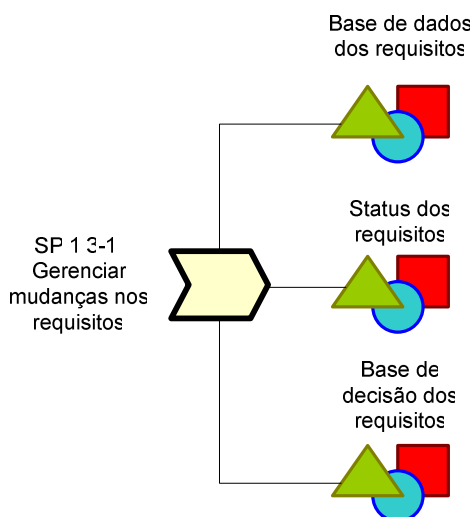 Base de dados
dos requisitos
SP 1.3-1
Gerenciar
mudanças nos
requisitos
Status dos
requisitos
Base de
decisão dos
requisitos